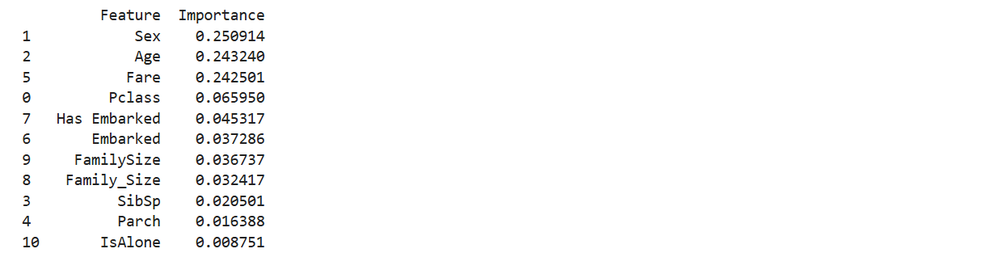 Feature Importance
1 Sex 0.250914
2 Age 0.243240
5 Fare 0.242501
0 Pclass 0.065950
7 Has Embarked 0.045317
6 Embarked 0.037286
9 FamilySize 0.036737
8 Family_Size 0.032417
3 SibSp 0.020501
4 Parch 0.016388
10 IsAlone 0.008751